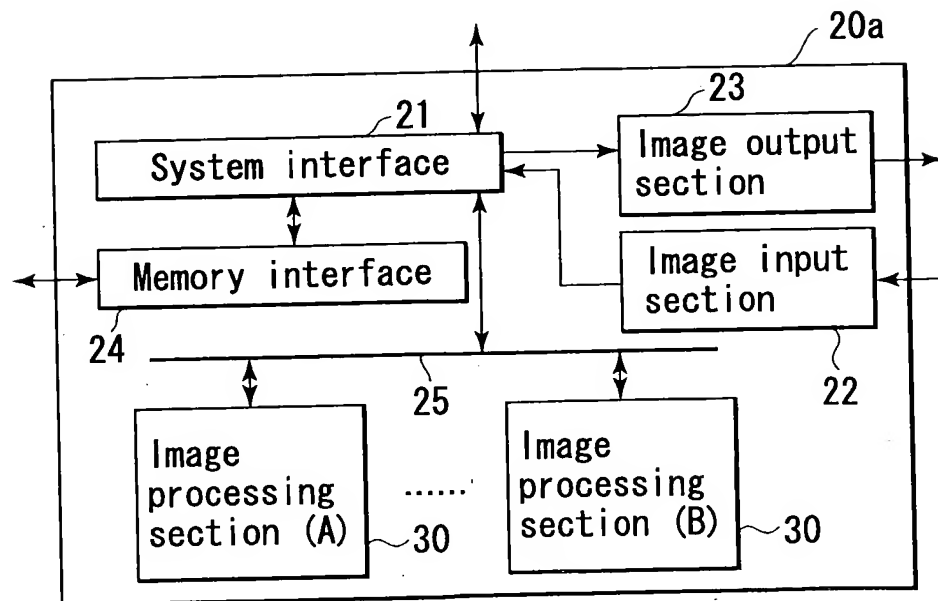 20a
21
System interface
23
Image output
section
Memory interface
24
Image input
section
22
25
Image
processing
section (A)
30
......
Image
processing
section (B)
30